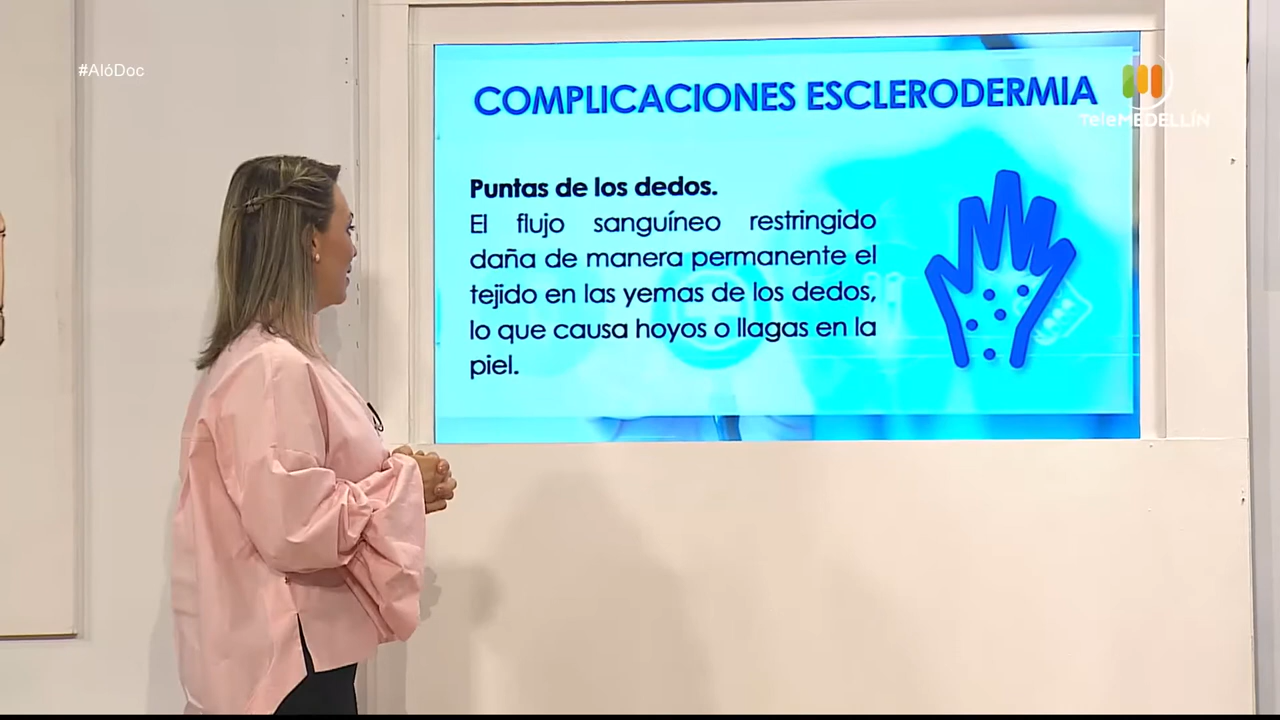 #AlóDoc
COMPLICACIONES ESCLERODERMIA
TeleMEDELLÍN
Puntas de los dedos.
El flujo sanguíneo restringido
daña de manera permanente el
tejido en las yemas de los dedos,
lo que causa hoyos o llagas en la
piel.